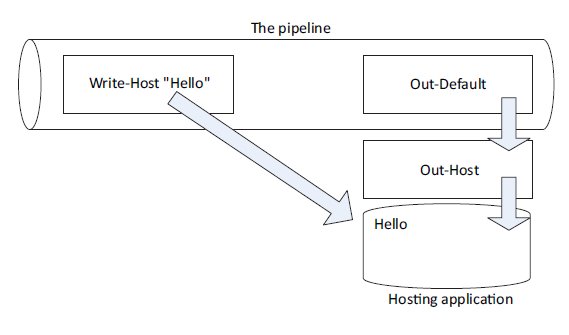 The pipeline
Write-Host "Hello"
Out-Default
Out-Host
Hello
Hosting application